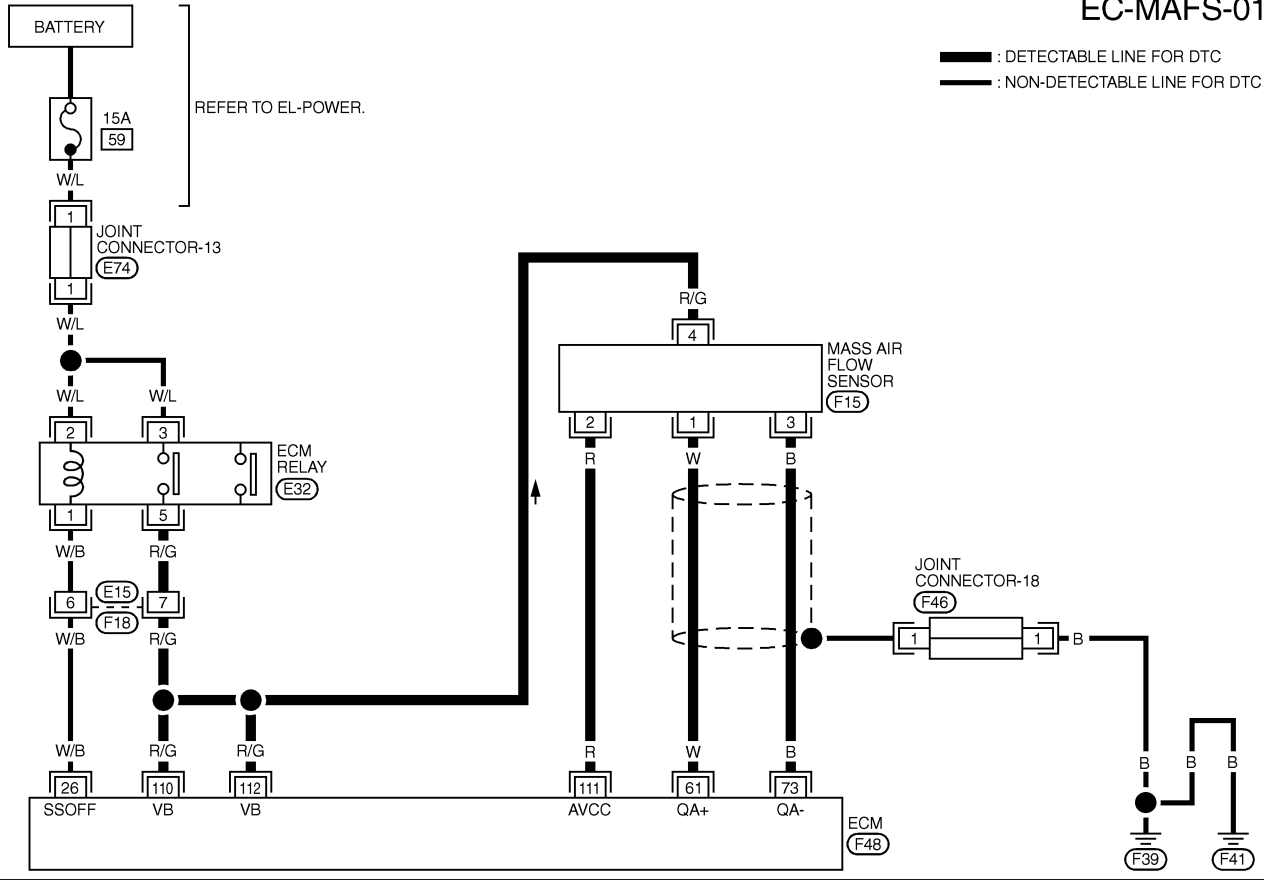 EC-MAFS-01
BATTERY
: DETECTABLE LINE FOR DTC
: NON-DETECTABLE LINE FOR DTC
REFER TO EL-POWER.
15A
59
W/L
1
JOINT
CONNECTOR-13
E74
1
W/L
W/L
W/L
2
3
ECM
RELAY
E32
1
5
W/B
R/G
E15
6
7
F18
W/B
R/G
R/G
4
MASS AIR
FLOW
SENSOR
F15
2
1
3
R
W
B
JOINT
CONNECTOR-18
F46
1
1
B
W/B
R/G
R/G
R
W
B
B
B
B
26
110
112
111
61
73
SSOFF
VB
VB
AVCC
QA+
QA-
ECM
F48
F39
F41